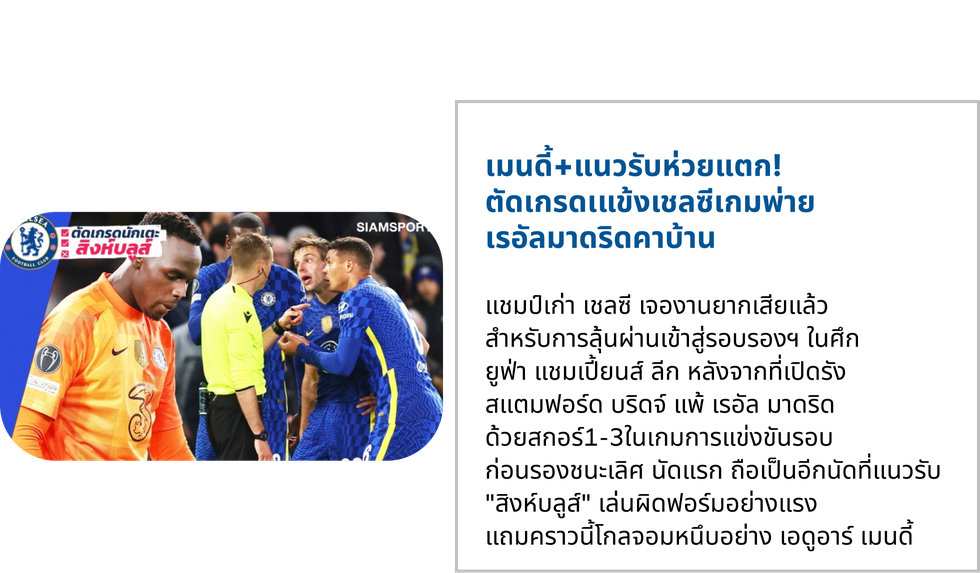 ตัดเกรดนักเตะ
สิงห์บลูส์
SIAMSPORT
เมนดี้+แนวรับห่วยแตก!
ตัดเกรดเเเข้งเชลซีเกมพ่าย
เรอัลมาดริดคาบ้าน
แชมป์เก่า เชลซี เจองานยากเสียแล้ว
สำหรับการลุ้นผ่านเข้าสู่รอบรองฯ ในศึก
ยูฟ่า แชมเปี้ยนส์ ลีก หลังจากที่เปิดรัง
สแตมฟอร์ด บริดจ์ แพ้ เรอัล มาดริด
ด้วยสกอร์1-3ในเกมการแข่งขันรอบ
ก่อนรองชนะเลิศ นัดแรก ถือเป็นอีกนัดที่แนวรับ
"สิงห์บลูส์" เล่นผิดฟอร์มอย่างแรง
แถมคราวนี้โกลจอมหนึบอย่าง เอดูอาร์ เมนดี้